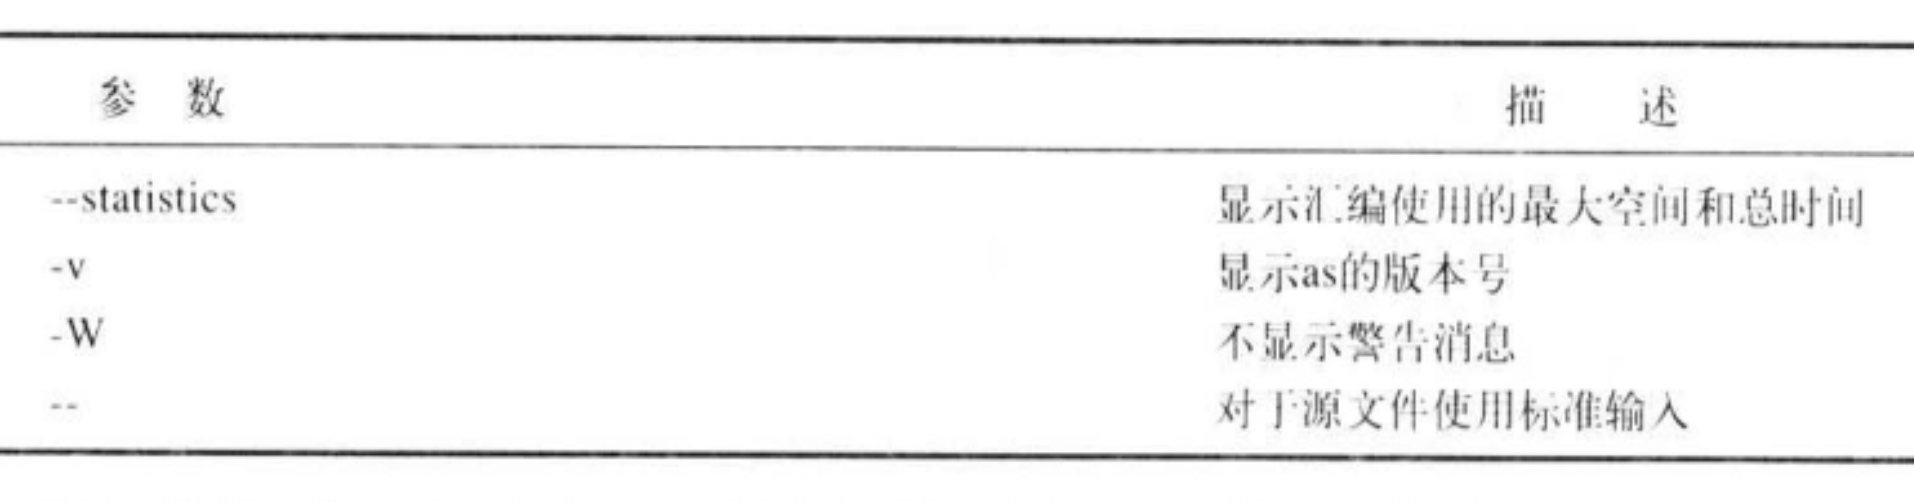 参 数 描 述
--statistics 显示汇编使用的最大空间和总时间
-v 显示as的版本号
-W 不显示警告消息
-- 对于源文件使用标准输入